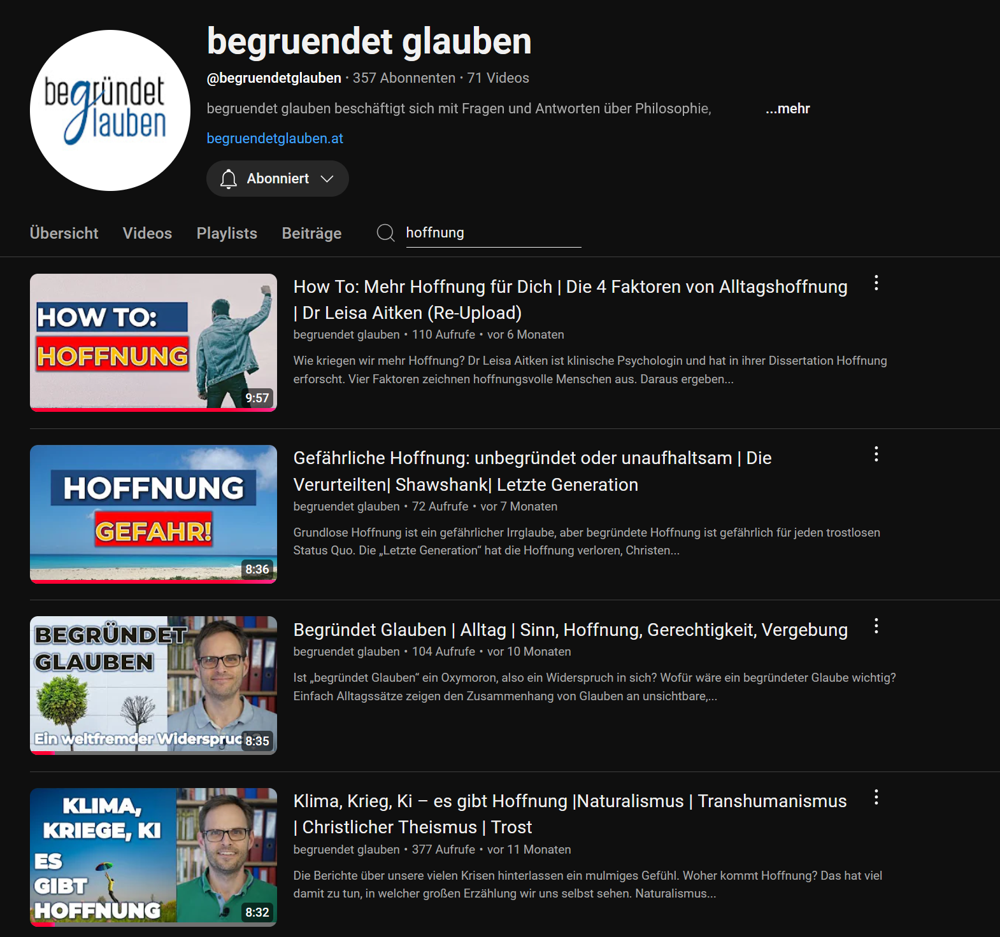 begründet
glauben
begruendet glauben
@begruendetglauben · 357 Abonnenten · 71 Videos
begruendet glauben beschäftigt sich mit Fragen und Antworten über Philosophie, ...mehr
begruendetglauben.at
Abonniert
Übersicht Videos Playlists Beiträge hoffnung
HOW TO:
HOFFNUNG
9:57
How To: Mehr Hoffnung für Dich | Die 4 Faktoren von Alltagshoffnung
| Dr Leisa Aitken (Re-Upload)
begruendet glauben • 110 Aufrufe • vor 6 Monaten
Wie kriegen wir mehr Hoffnung? Dr Leisa Aitken ist klinische Psychologin und hat in ihrer Dissertation Hoffnung
erforscht. Vier Faktoren zeichnen hoffnungsvolle Menschen aus. Daraus ergeben...
HOFFNUNG
GEFAHR!
8:36
Gefährliche Hoffnung: unbegründet oder unaufhaltsam | Die
Verurteilten| Shawshank| Letzte Generation
begruendet glauben • 72 Aufrufe • vor 7 Monaten
Grundlose Hoffnung ist ein gefährlicher Irrglaube, aber begründete Hoffnung ist gefährlich für jeden trostlosen
Status Quo. Die „Letzte Generation“ hat die Hoffnung verloren, Christen...
BEGRÜNDET
GLAUBEN
Ein weltfremder Widerspruch?
8:35
Begründet Glauben | Alltag | Sinn, Hoffnung, Gerechtigkeit, Vergebung
begruendet glauben • 104 Aufrufe • vor 10 Monaten
Ist „begründet Glauben“ ein Oxymoron, also ein Widerspruch in sich? Wofür wäre ein begründeter Glaube wichtig?
Einfach Alltagssätze zeigen den Zusammenhang von Glauben an unsichtbare,...
KLIMA,
KRIEGE, KI
ES
GIBT
HOFFNUNG
8:32
Klima, Krieg, Ki – es gibt Hoffnung |Naturalismus | Transhumanismus
| Christlicher Theismus | Trost
begruendet glauben • 377 Aufrufe • vor 11 Monaten
Die Berichte über unsere vielen Krisen hinterlassen ein mulmiges Gefühl. Woher kommt Hoffnung? Das hat viel
damit zu tun, in welcher großen Erzählung wir uns selbst sehen. Naturalismus...